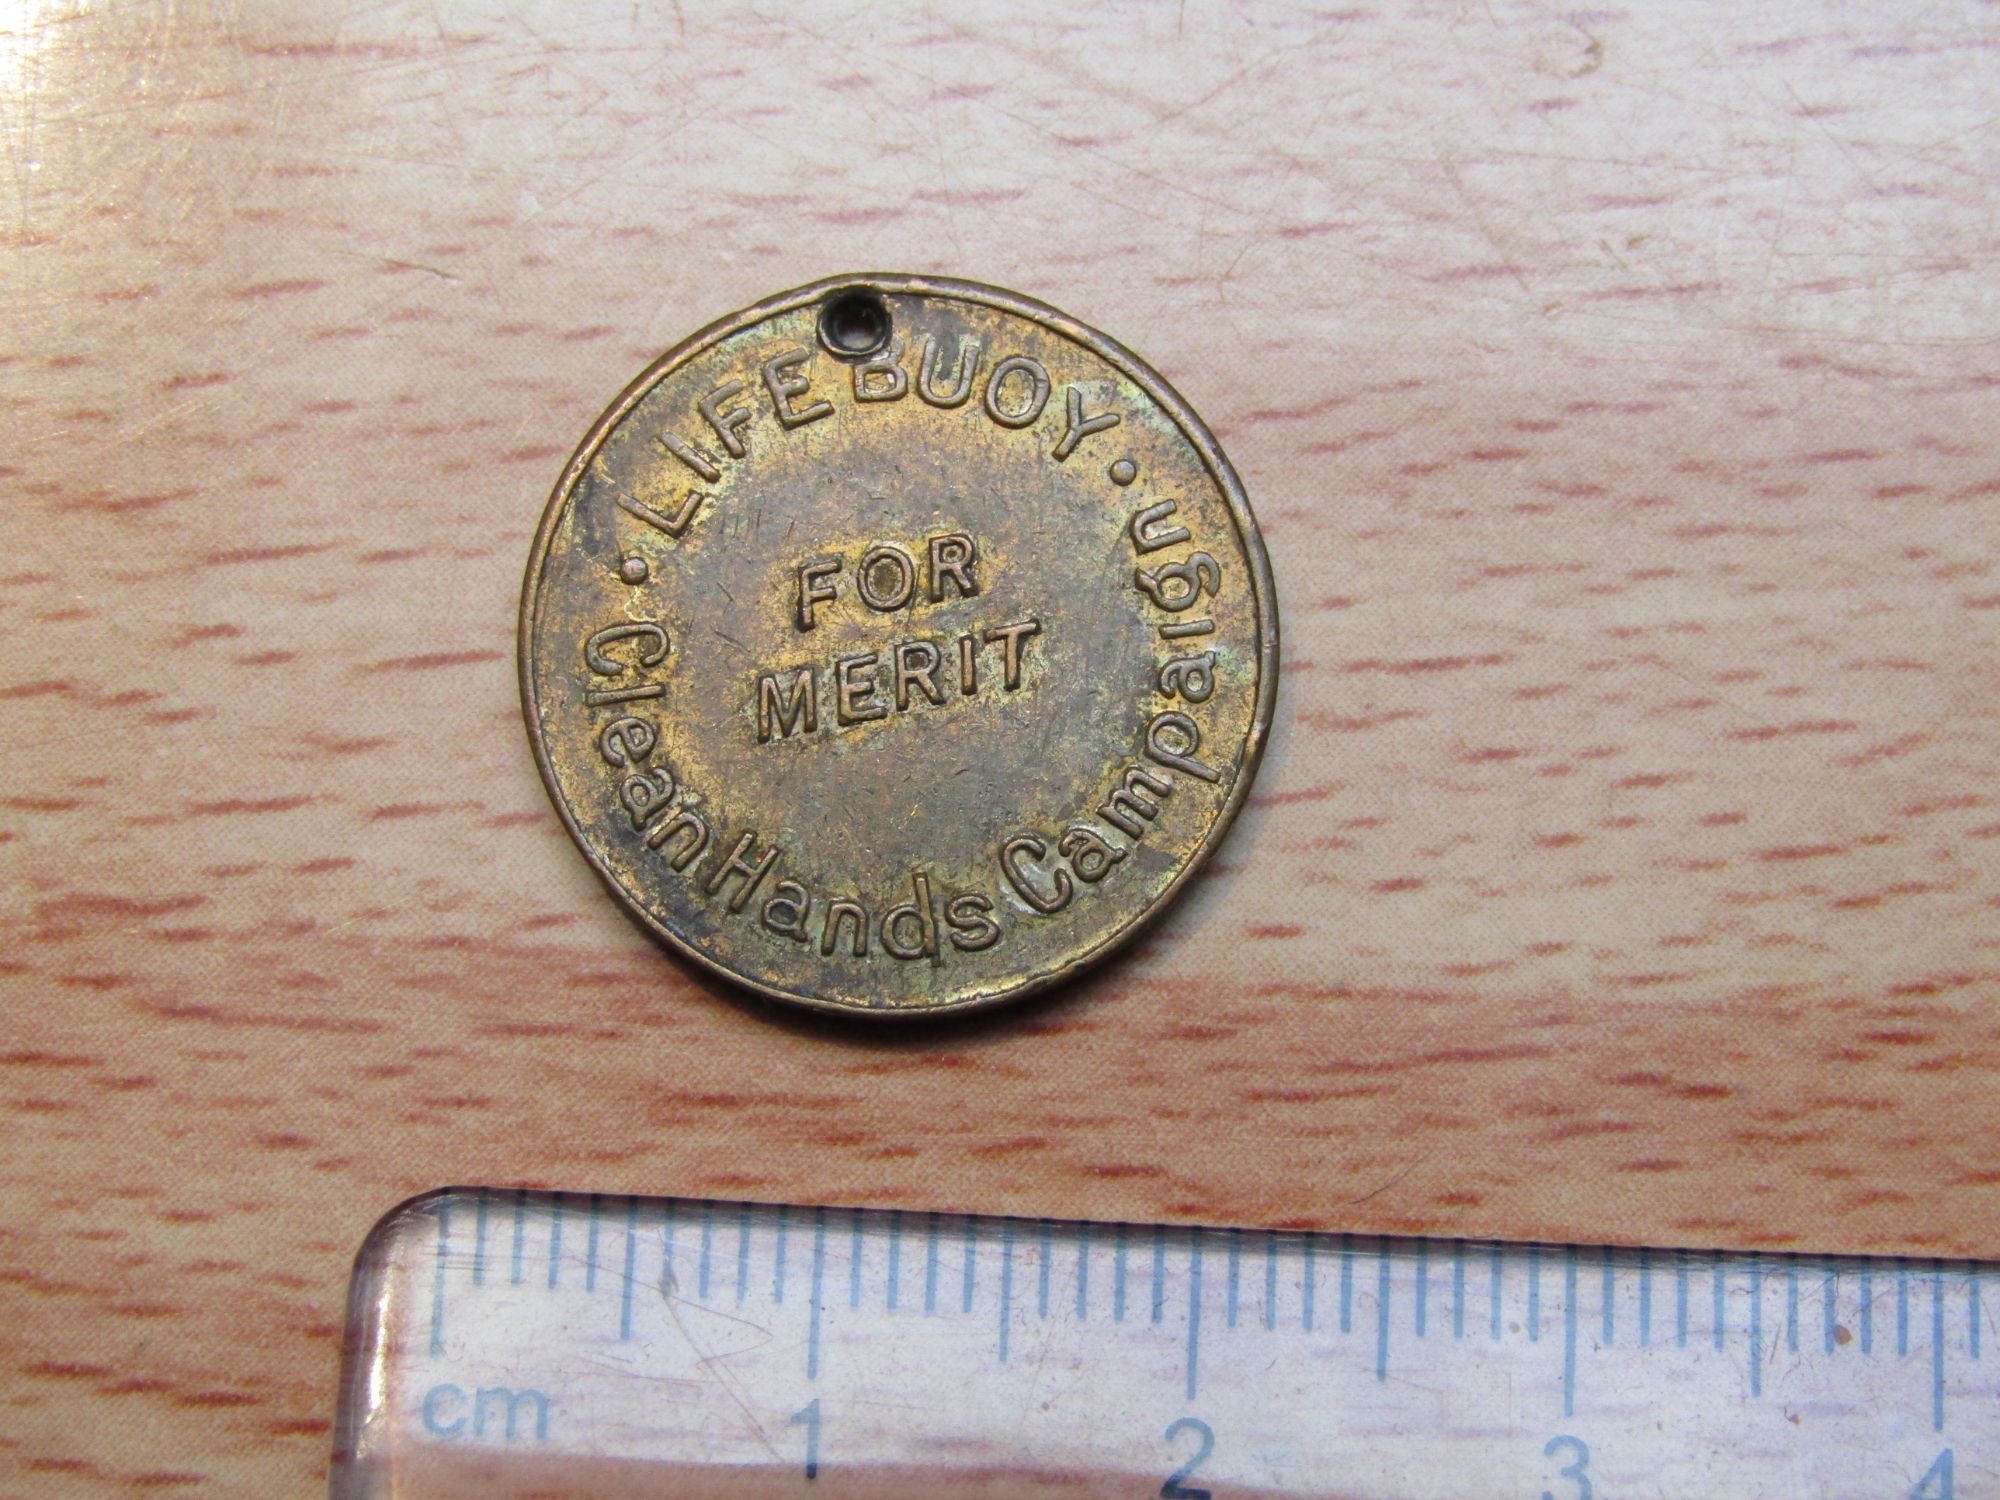 • LIFEBUOY •
FOR
MERIT
Clean Hands Campaign
cm 1 2 3 4